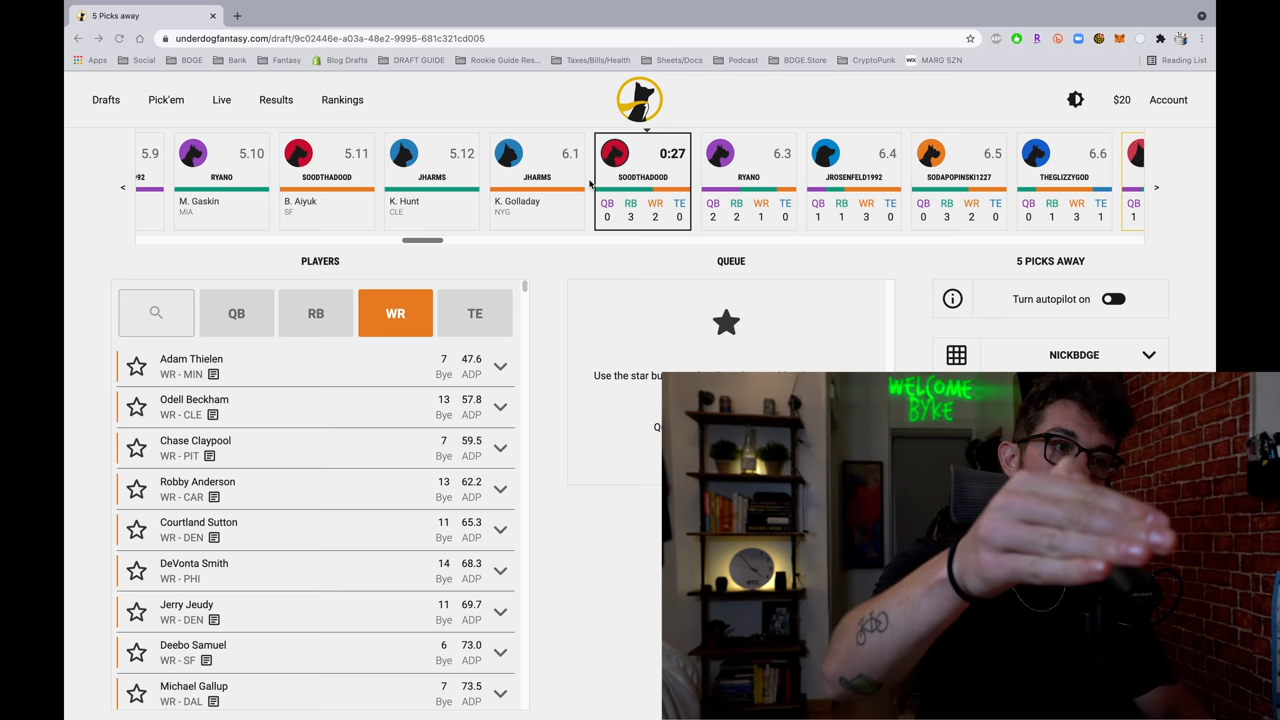 5 Picks away
underdogfantasy.com/draft/9c02446e-a03a-48e2-9995-681c321cd005
Apps Social BDGE Bank Fantasy Blog Drafts DRAFT GUIDE Rookie Guide Res... Taxes/Bills/Health Sheets/Docs Podcast BDGE.Store CryptoPunk WIX MARG SZN Reading List
Drafts Pick'em Live Results Rankings $20 Account
5.9 5.10 5.11 5.12 6.1 0:27 6.3 6.4 6.5 6.6
92 RYANO SOODTHADOOD JHARMS JHARMS SOODTHADOOD RYANO JROSENFELD1992 SODAPOPINSKI1227 THEGLIZZYGOD
M. Gaskin B. Aiyuk K. Hunt K. Golladay QB RB WR TE QB RB WR TE QB RB WR TE QB RB WR TE QB RB WR TE QB
MIA SF CLE NYG 0 3 2 0 2 2 1 0 1 1 3 0 0 3 2 0 0 1 3 1 1
< >
PLAYERS QUEUE 5 PICKS AWAY
Turn autopilot on
QB RB WR TE
NICKBDGE
Adam Thielen 7 47.6
WR - MIN Bye ADP
Use the star bu
Odell Beckham 13 57.8
WR - CLE Bye ADP
Chase Claypool 7 59.5
WR - PIT Bye ADP
Robby Anderson 13 62.2
WR - CAR Bye ADP
Courtland Sutton 11 65.3
WR - DEN Bye ADP
DeVonta Smith 14 68.3
WR - PHI Bye ADP
Jerry Jeudy 11 69.7
WR - DEN Bye ADP
Deebo Samuel 6 73.0
WR - SF Bye ADP
Michael Gallup 7 73.5
WR - DAL Bye ADP
WELCOME
BYKE